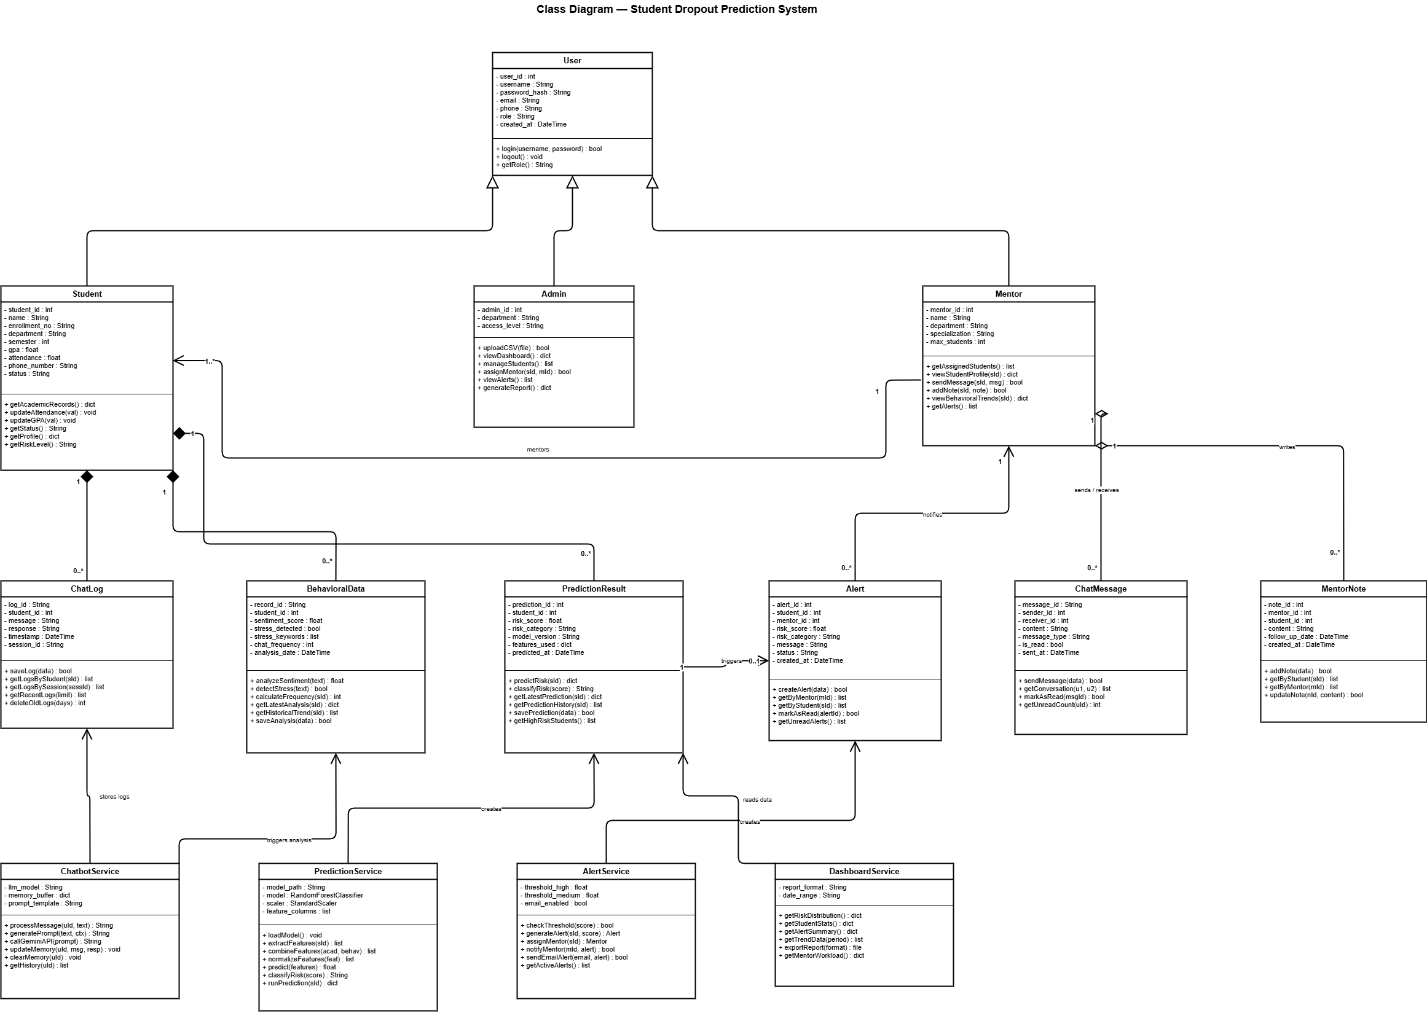 Class Diagram — Student Dropout Prediction System
User
- user_id : int
- username : String
- password_hash : String
- email : String
- phone : String
- role : String
- created_at : DateTime
+ login(username, password) : bool
+ logout() : void
+ getRole() : String
Student
- student_id : int
- name : String
- enrollment_no : String
- department : String
- semester : int
- gpa : float
- attendance : float
- phone_number : String
- status : String
+ getAcademicRecords() : dict
+ updateAttendance(val) : void
+ updateGPA(val) : void
+ getStatus() : String
+ getProfile() : dict
+ getRiskLevel() : String
Admin
- admin_id : int
- department : String
- access_level : String
+ uploadCSV(file) : bool
+ viewDashboard() : dict
+ manageStudents() : list
+ assignMentor(sId, mId) : bool
+ viewAlerts() : list
+ generateReport() : dict
Mentor
- mentor_id : int
- name : String
- department : String
- specialization : String
- max_students : int
+ getAssignedStudents() : list
+ viewStudentProfile(sId) : dict
+ sendMessage(sId, msg) : bool
+ addNote(sId, note) : bool
+ viewBehavioralTrends(sId) : dict
+ getAlerts() : list
1..*
1
mentors
1
1
1
1
1
1
writes
sends / receives
notifies
0..*
0..*
0..*
0..*
0..*
0..*
ChatLog
- log_id : String
- student_id : int
- message : String
- response : String
- timestamp : DateTime
- session_id : String
+ saveLog(data) : bool
+ getLogsByStudent(sId) : list
+ getLogsBySession(sessId) : list
+ getRecentLogs(limit) : list
+ deleteOldLogs(days) : int
BehavioralData
- record_id : String
- student_id : int
- sentiment_score : float
- stress_detected : bool
- stress_keywords : list
- chat_frequency : int
- analysis_date : DateTime
+ analyzeSentiment(text) : float
+ detectStress(text) : bool
+ calculateFrequency(sId) : int
+ getLatestAnalysis(sId) : dict
+ getHistoricalTrend(sId) : list
+ saveAnalysis(data) : bool
PredictionResult
- prediction_id : int
- student_id : int
- risk_score : float
- risk_category : String
- model_version : String
- features_used : dict
- predicted_at : DateTime
+ predictRisk(sId) : dict
+ classifyRisk(score) : String
+ getLatestPrediction(sId) : dict
+ getPredictionHistory(sId) : list
+ savePrediction(data) : bool
+ getHighRiskStudents() : list
1
triggers
0..1
Alert
- alert_id : int
- student_id : int
- mentor_id : int
- risk_score : float
- risk_category : String
- message : String
- status : String
- created_at : DateTime
+ createAlert(data) : bool
+ getByMentor(mId) : list
+ getByStudent(sId) : list
+ markAsRead(alertId) : bool
+ getUnreadAlerts() : list
ChatMessage
- message_id : String
- sender_id : int
- receiver_id : int
- content : String
- message_type : String
- is_read : bool
- sent_at : DateTime
+ sendMessage(data) : bool
+ getConversation(u1, u2) : list
+ markAsRead(msgId) : bool
+ getUnreadCount(uId) : int
MentorNote
- note_id : int
- mentor_id : int
- student_id : int
- content : String
- follow_up_date : DateTime
- created_at : DateTime
+ addNote(data) : bool
+ getByStudent(sId) : list
+ getByMentor(mId) : list
+ updateNote(nId, content) : bool
stores logs
triggers analysis
creates
creates
reads data
ChatbotService
- llm_model : String
- memory_buffer : dict
- prompt_template : String
+ processMessage(uId, text) : String
+ generatePrompt(text, ctx) : String
+ callGeminiAPI(prompt) : String
+ updateMemory(uId, msg, resp) : void
+ clearMemory(uId) : void
+ getHistory(uId) : list
PredictionService
- model_path : String
- model : RandomForestClassifier
- scaler : StandardScaler
- feature_columns : list
+ loadModel() : void
+ extractFeatures(sId) : list
+ combineFeatures(acad, behav) : list
+ normalizeFeatures(feat) : list
+ predict(features) : float
+ classifyRisk(score) : String
+ runPrediction(sId) : dict
AlertService
- threshold_high : float
- threshold_medium : float
- email_enabled : bool
+ checkThreshold(score) : bool
+ generateAlert(sId, score) : Alert
+ assignMentor(sId) : Mentor
+ notifyMentor(mId, alert) : bool
+ sendEmailAlert(email, alert) : bool
+ getActiveAlerts() : list
DashboardService
- report_format : String
- date_range : String
+ getRiskDistribution() : dict
+ getStudentStats() : dict
+ getAlertSummary() : dict
+ getTrendData(period) : list
+ exportReport(format) : file
+ getMentorWorkload() : dict